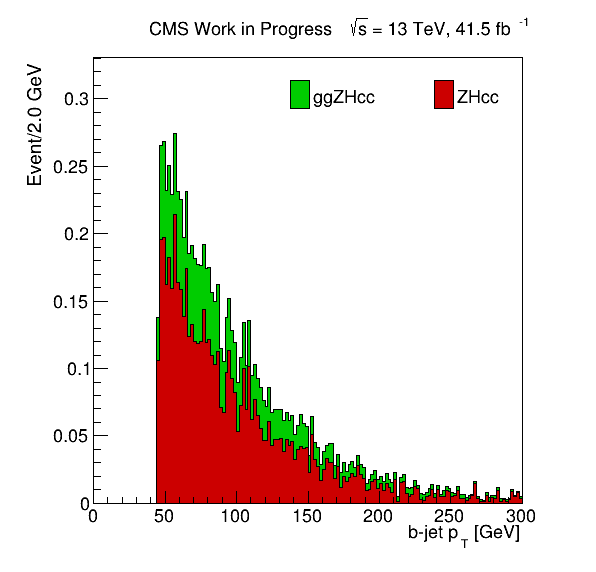 CMS Work in Progress √s = 13 TeV, 41.5 fb⁻¹
Event/2.0 GeV
ggZHcc ZHcc
0.3
0.25
0.2
0.15
0.1
0.05
0
0 50 100 150 200 250 300
b-jet p_T [GeV]